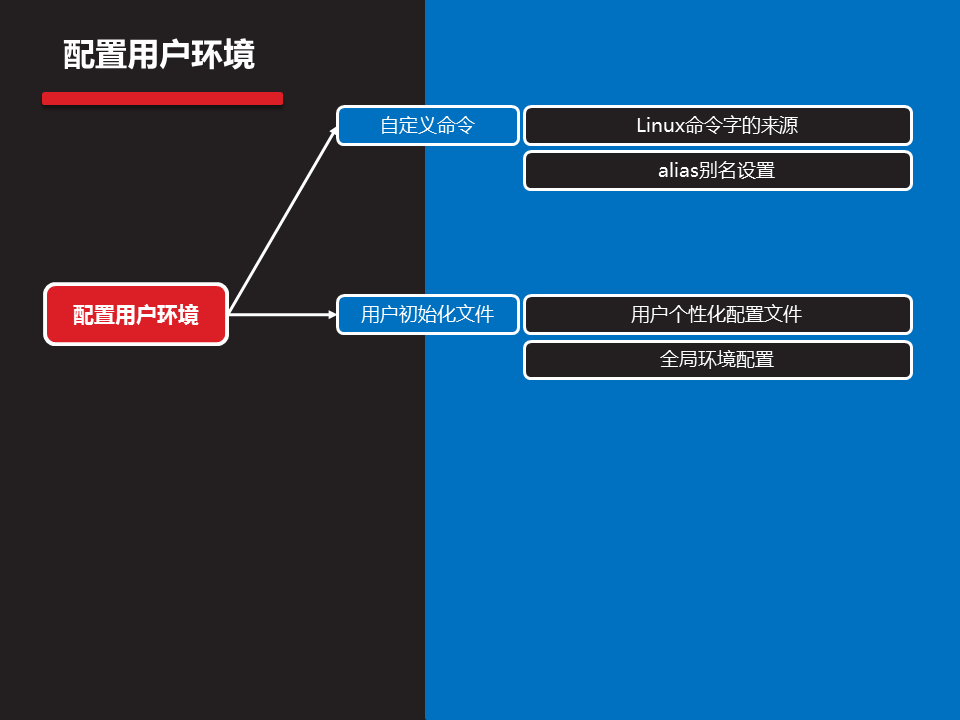 配置用户环境
自定义命令
Linux命令字的来源
alias别名设置
配置用户环境
用户初始化文件
用户个性化配置文件
全局环境配置